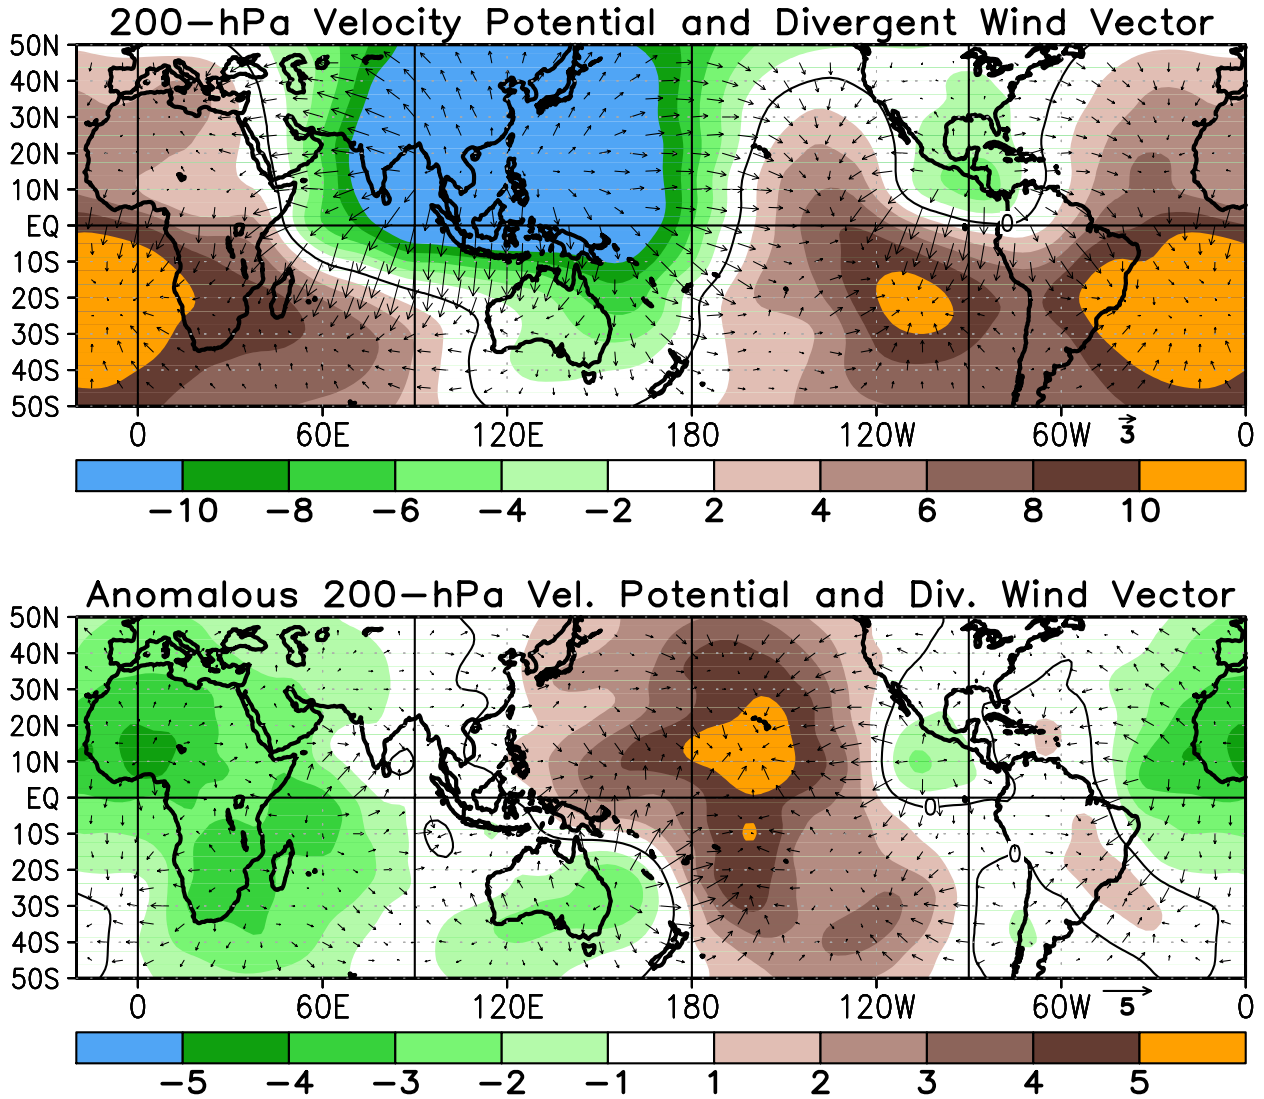 200-hPa Velocity Potential and Divergent Wind Vector
50N
40N
30N
20N
10N
EQ
10S
20S
30S
40S
50S
0
0 60E 120E 180 120W 60W 3 0
-10 -8 -6 -4 -2 2 4 6 8 10
Anomalous 200-hPa Vel. Potential and Div. Wind Vector
50N
40N
30N
20N
10N
EQ
10S
20S
30S
40S
50S
0
0
0 60E 120E 180 120W 60W 5 0
-5 -4 -3 -2 -1 1 2 3 4 5